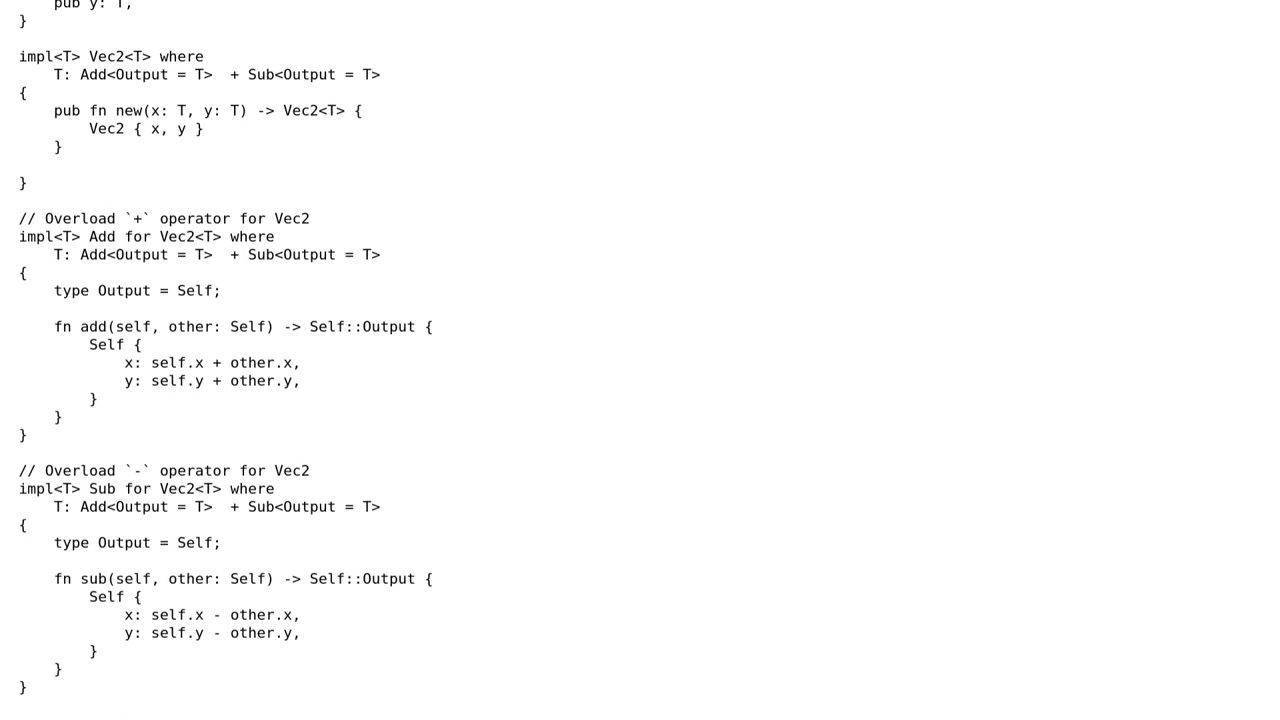 pub y: T,
}

impl<T> Vec2<T> where
    T: Add<Output = T>  + Sub<Output = T>
{
    pub fn new(x: T, y: T) -> Vec2<T> {
        Vec2 { x, y }
    }

}

// Overload `+` operator for Vec2
impl<T> Add for Vec2<T> where
    T: Add<Output = T>  + Sub<Output = T>
{
    type Output = Self;

    fn add(self, other: Self) -> Self::Output {
        Self {
            x: self.x + other.x,
            y: self.y + other.y,
        }
    }
}

// Overload `-` operator for Vec2
impl<T> Sub for Vec2<T> where
    T: Add<Output = T>  + Sub<Output = T>
{
    type Output = Self;

    fn sub(self, other: Self) -> Self::Output {
        Self {
            x: self.x - other.x,
            y: self.y - other.y,
        }
    }
}